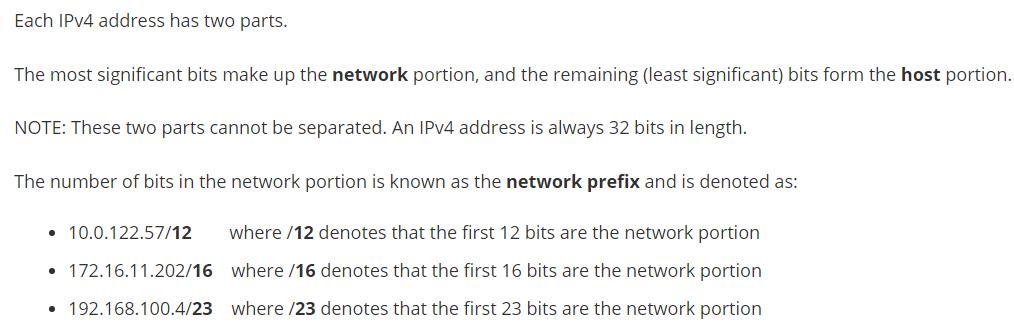 Each IPv4 address has two parts.
The most significant bits make up the network portion, and the remaining (least significant) bits form the host portion.
NOTE: These two parts cannot be separated. An IPv4 address is always 32 bits in length.
The number of bits in the network portion is known as the network prefix and is denoted as:
• 10.0.122.57/12 where /12 denotes that the first 12 bits are the network portion
• 172.16.11.202/16 where /16 denotes that the first 16 bits are the network portion
• 192.168.100.4/23 where /23 denotes that the first 23 bits are the network portion